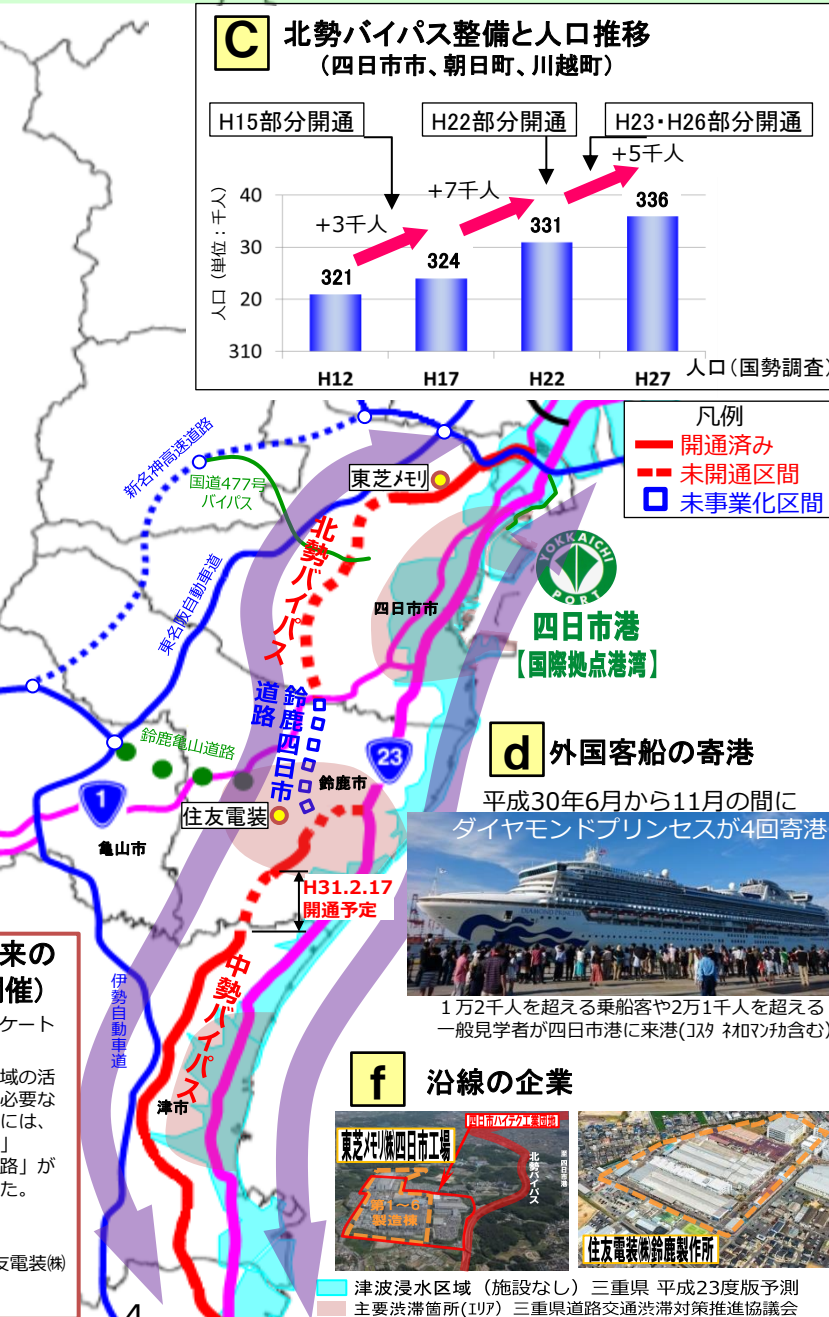 C
北勢バイパス整備と人口推移
(四日市市、朝日町、川越町)
H15部分開通
H22部分開通
H23・H26部分開通
+3千人
+7千人
+5千人
人口(単位:千人)
40
30
20
310
321
324
331
336
H12
H17
H22
H27
人口(国勢調査)
凡例
開通済み
未開通区間
未事業化区間
新名神高速道路
国道477号
バイパス
東芝メモリ
北勢バイパス
東名阪自動車道
四日市市
YOKKAICHI
PORT
四日市港
【国際拠点港湾】
鈴鹿四日市
道路
鈴鹿亀山道路
23
1
鈴鹿市
住友電装
亀山市
H31.2.17
開通予定
中勢バイパス
伊勢自動車道
津市
d
外国客船の寄港
平成30年6月から11月の間に
ダイヤモンドプリンセスが4回寄港
DIAMOND PRINCESS
1万2千人を超える乗船客や2万1千人を超える
一般見学者が四日市港に来港(コスタ ネオロマンチカ含む)
来の
催)
ケート
域の活
必要な
には、
」
路」が
た。
友電装㈱
4
f
沿線の企業
四日市ハイテク工業団地
東芝メモリ㈱四日市工場
北勢バイパス
至 四日市港
第1～6
製造棟
住友電装㈱鈴鹿製作所
津波浸水区域 (施設なし) 三重県 平成23度版予測
主要渋滞箇所(エリア) 三重県道路交通渋滞対策推進協議会